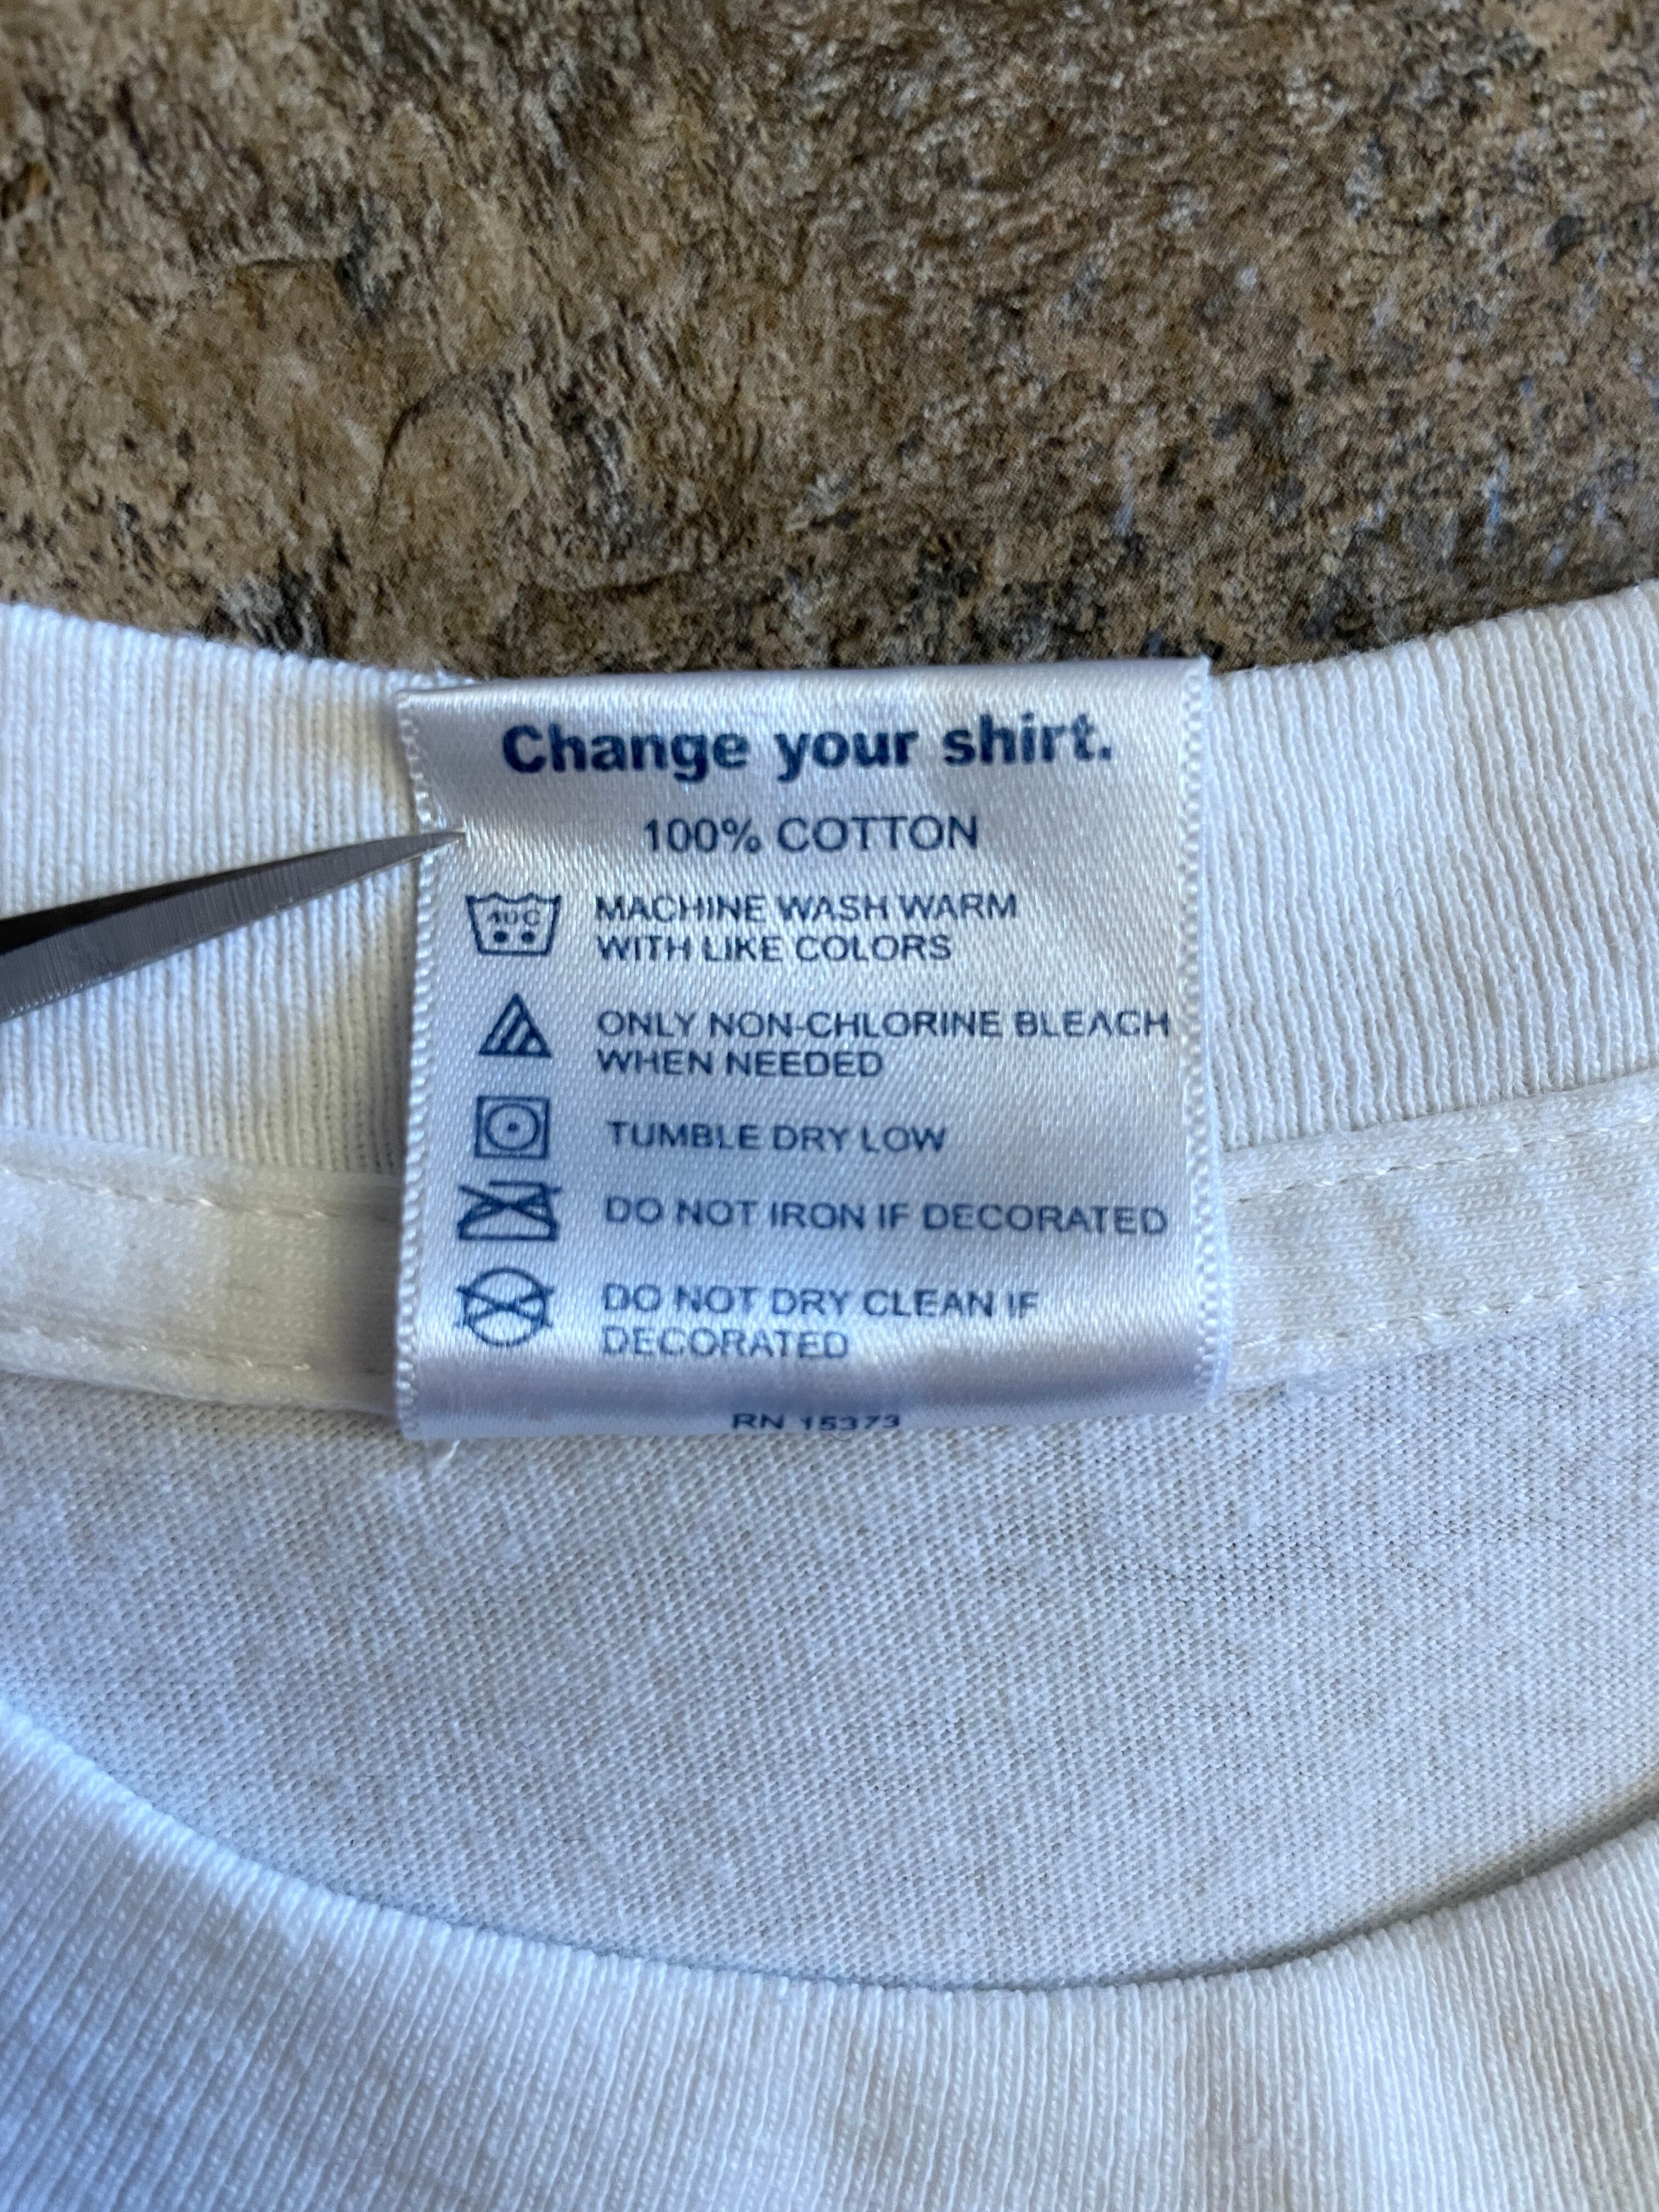 Change your shirt.
100% COTTON
40C
MACHINE WASH WARM
WITH LIKE COLORS
ONLY NON-CHLORINE BLEACH
WHEN NEEDED
TUMBLE DRY LOW
DO NOT IRON IF DECORATED
DO NOT DRY CLEAN IF
DECORATED
RN 15373